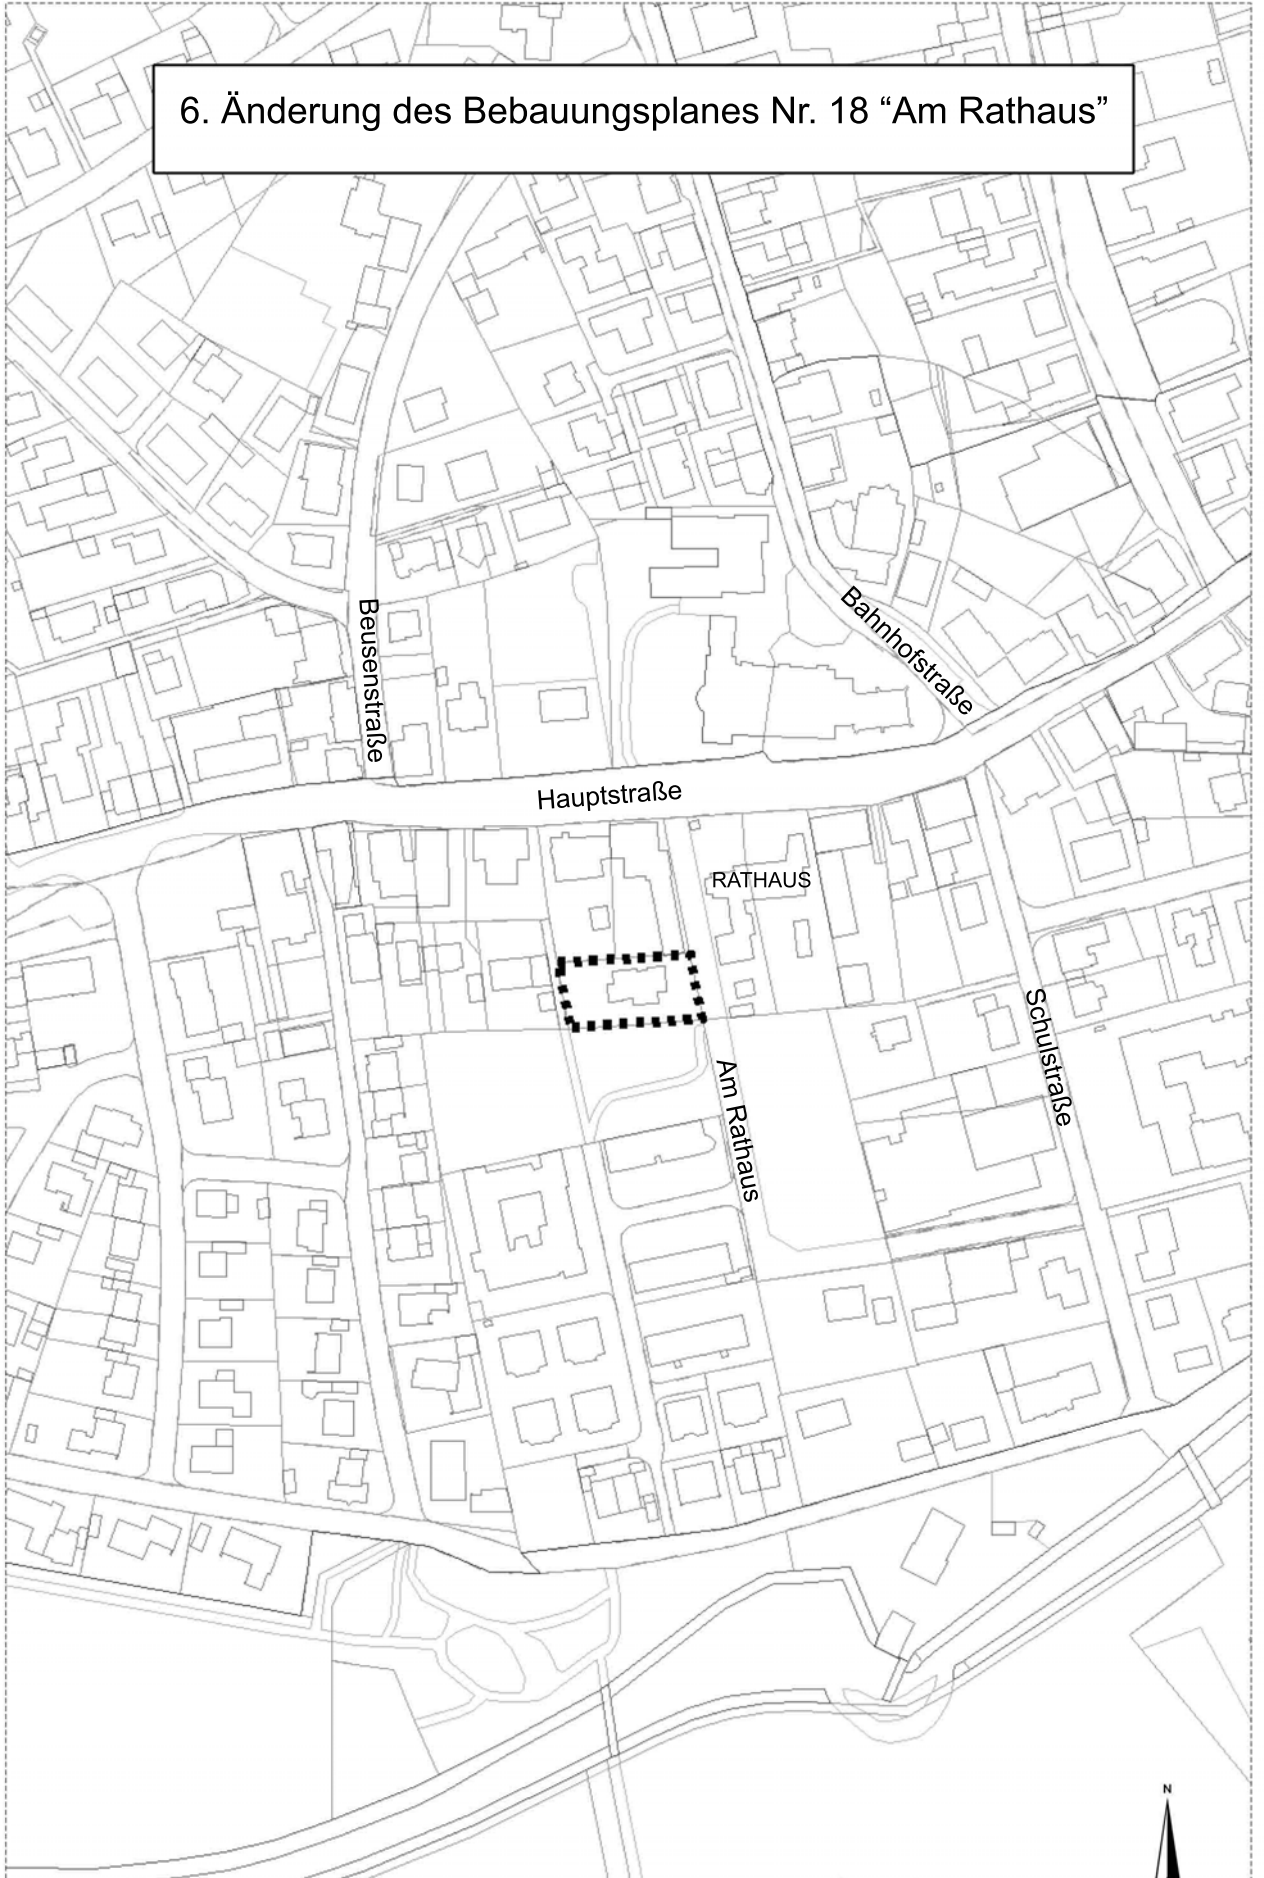 6. Änderung des Bebauungsplanes Nr. 18 “Am Rathaus”
Beusenstraße
Bahnhofstraße
Hauptstraße
RATHAUS
Schulstraße
Am Rathaus
N